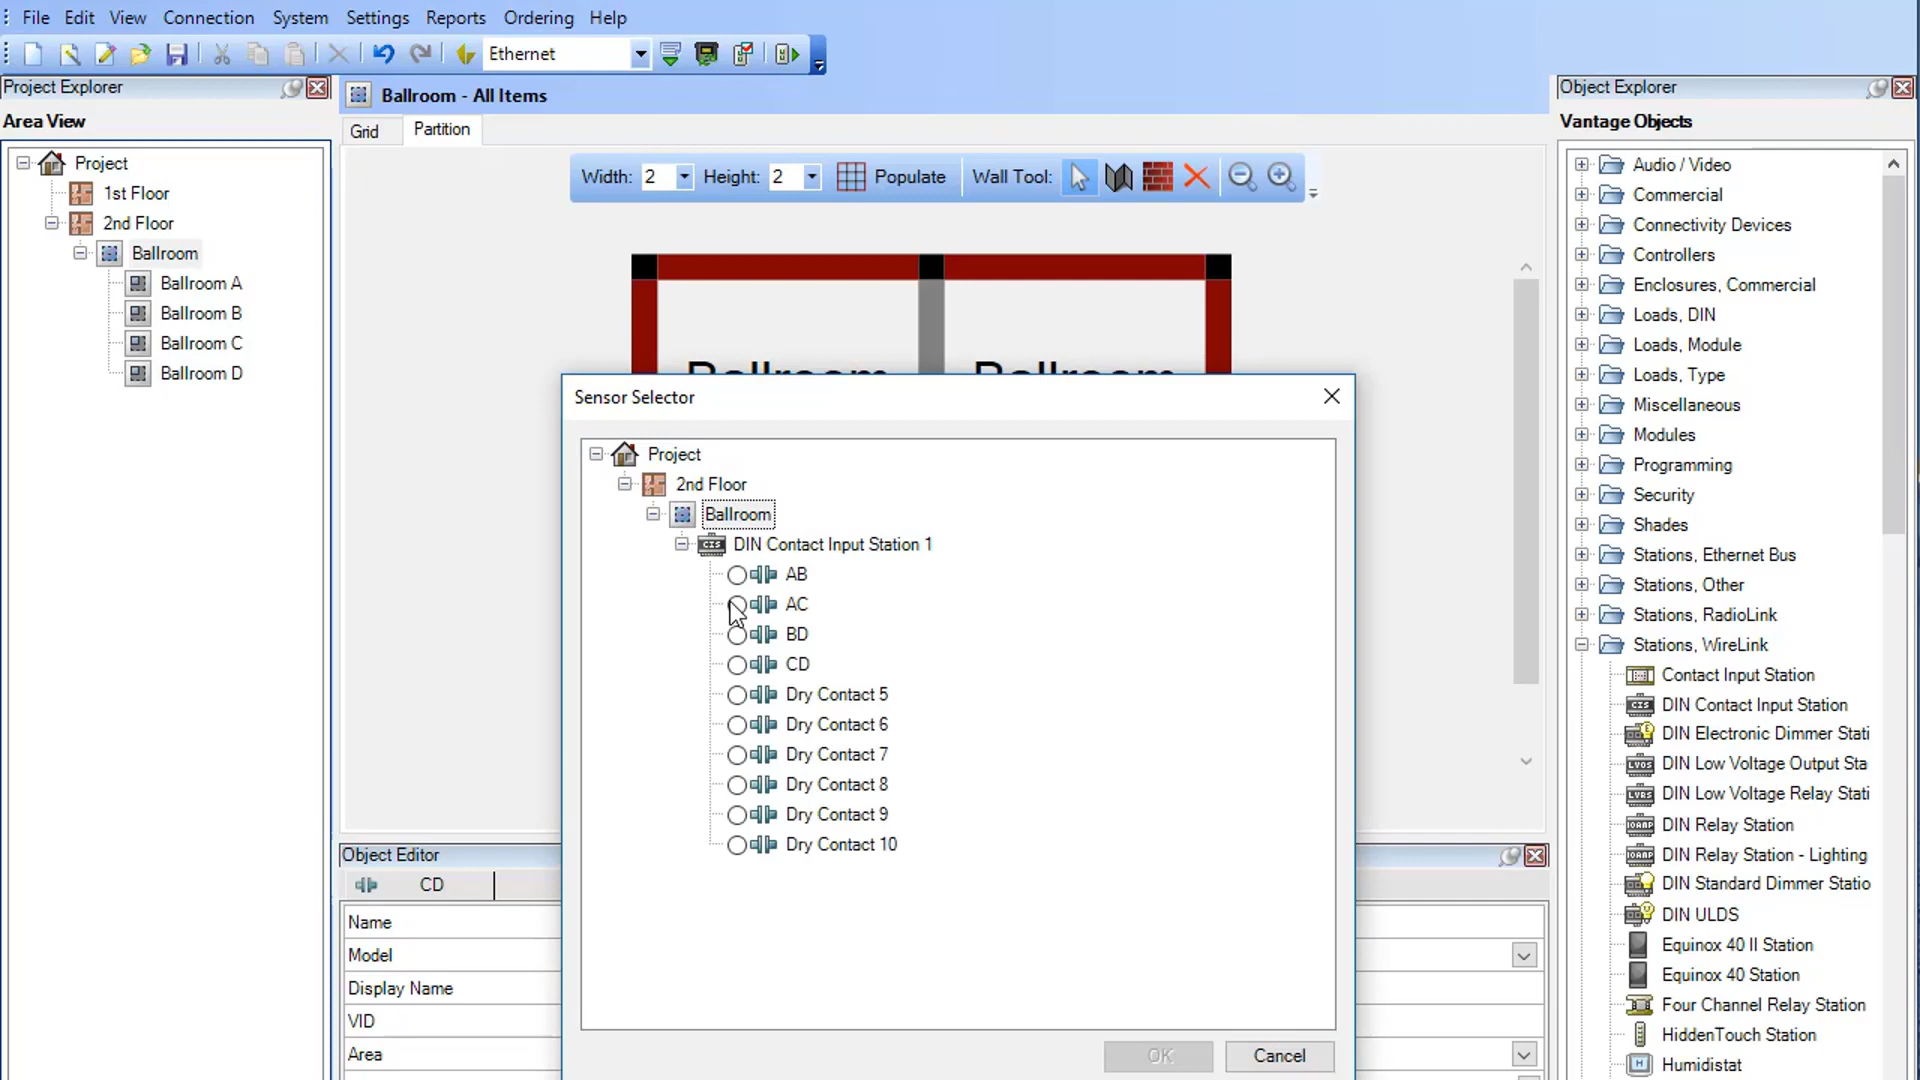 File Edit View Connection System Settings Reports Ordering Help
Ethernet
Project Explorer
Area View
Project
1st Floor
2nd Floor
Ballroom
Ballroom A
Ballroom B
Ballroom C
Ballroom D
Ballroom - All Items
Grid Partition
Width: 2 Height: 2 Populate Wall Tool:
Ballroom Ballroom
Sensor Selector
Project
2nd Floor
Ballroom
DIN Contact Input Station 1
AB
AC
BD
CD
Dry Contact 5
Dry Contact 6
Dry Contact 7
Dry Contact 8
Dry Contact 9
Dry Contact 10
OK Cancel
Object Editor
CD
Name
Model
Display Name
VID
Area
Object Explorer
Vantage Objects
Audio / Video
Commercial
Connectivity Devices
Controllers
Enclosures, Commercial
Loads, DIN
Loads, Module
Loads, Type
Miscellaneous
Modules
Programming
Security
Shades
Stations, Ethernet Bus
Stations, Other
Stations, RadioLink
Stations, WireLink
Contact Input Station
DIN Contact Input Station
DIN Electronic Dimmer Stati
DIN Low Voltage Output Sta
DIN Low Voltage Relay Stati
DIN Relay Station
DIN Relay Station - Lighting
DIN Standard Dimmer Statio
DIN ULDS
Equinox 40 II Station
Equinox 40 Station
Four Channel Relay Station
HiddenTouch Station
Humidistat